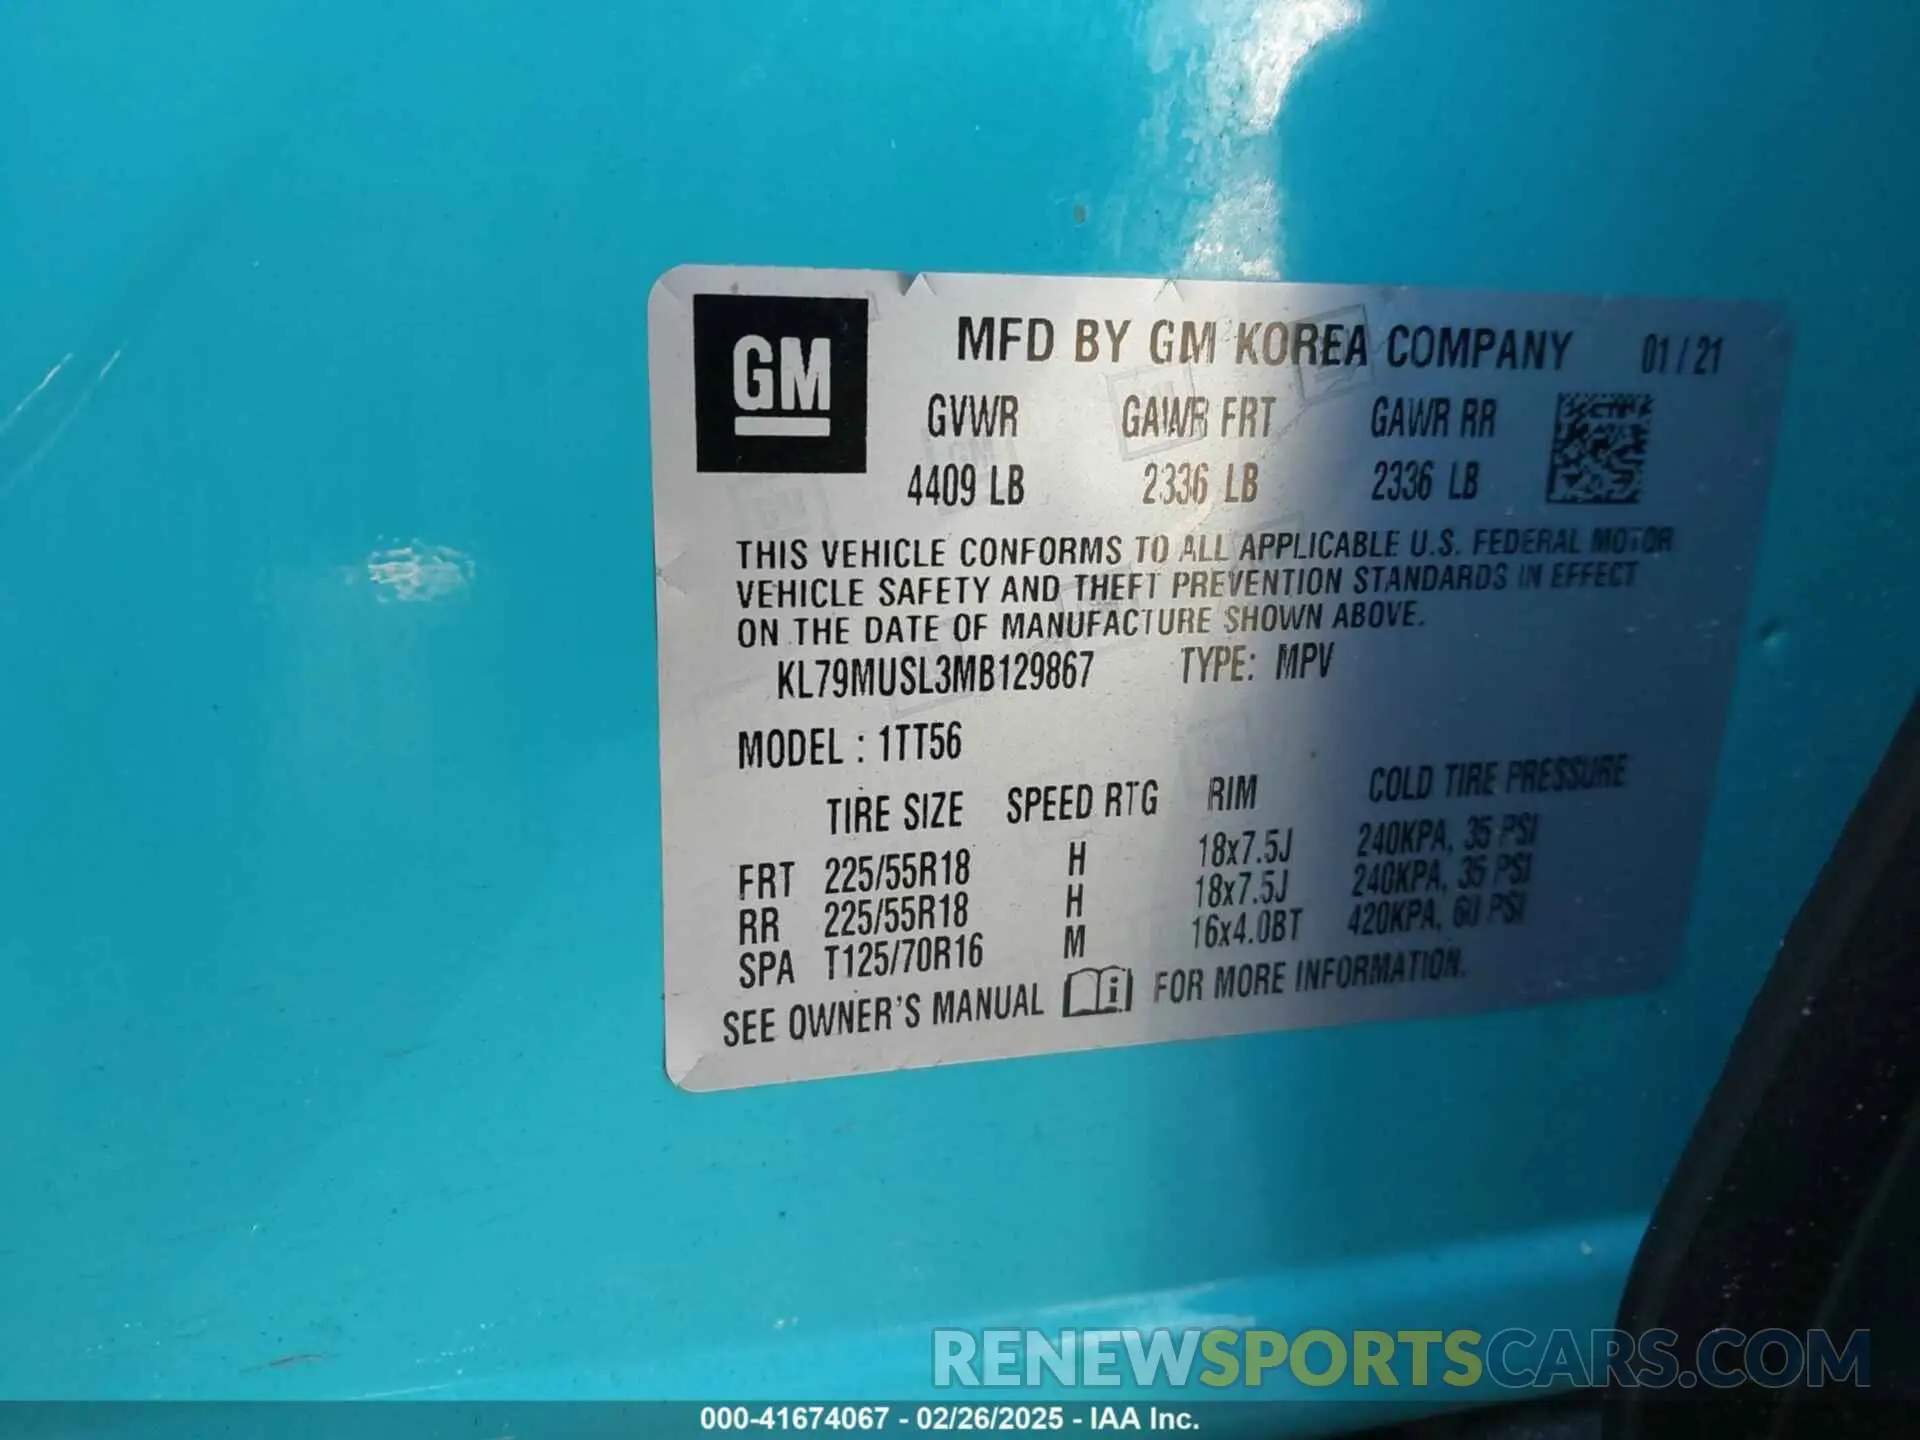 GM
MFD BY GM KOREA COMPANY 01/21
GVWR GAWR FRT GAWR RR
4409 LB 2336 LB 2336 LB
THIS VEHICLE CONFORMS TO ALL APPLICABLE U.S. FEDERAL MOTOR
VEHICLE SAFETY AND THEFT PREVENTION STANDARDS IN EFFECT
ON THE DATE OF MANUFACTURE SHOWN ABOVE.
KL79MUSL3MB129867 TYPE: MPV
MODEL : 1TT56
TIRE SIZE SPEED RTG RIM COLD TIRE PRESSURE
FRT 225/55R18 H 18x7.5J 240KPA, 35 PSI
RR 225/55R18 H 18x7.5J 240KPA, 35 PSI
SPA T125/70R16 M 16x4.0BT 420KPA, 60 PSI
SEE OWNER'S MANUAL FOR MORE INFORMATION.
RENEWSPORTSCARS.COM
000-41674067 - 02/26/2025 - IAA Inc.